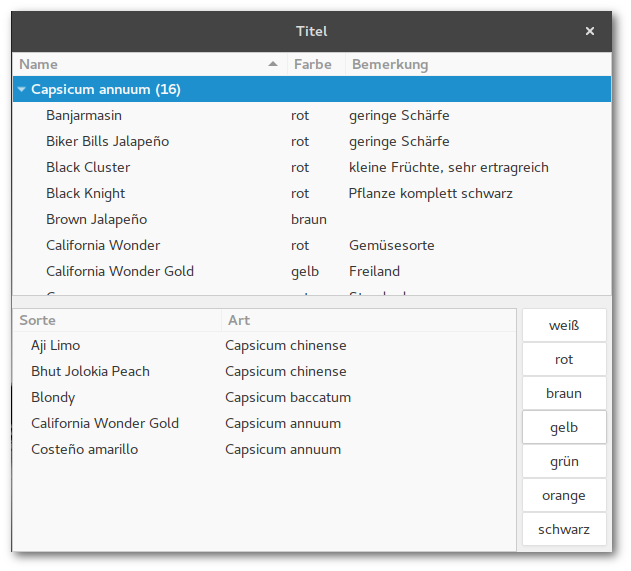 Titel
Name Farbe Bemerkung
Capsicum annuum (16)
Banjarmasin rot geringe Schärfe
Biker Bills Jalapeño rot geringe Schärfe
Black Cluster rot kleine Früchte, sehr ertragreich
Black Knight rot Pflanze komplett schwarz
Brown Jalapeño braun
California Wonder rot Gemüsesorte
California Wonder Gold gelb Freiland
Sorte Art
Aji Limo Capsicum chinense
Bhut Jolokia Peach Capsicum chinense
Blondy Capsicum baccatum
California Wonder Gold Capsicum annuum
Costeño amarillo Capsicum annuum
weiß
rot
braun
gelb
grün
orange
schwarz